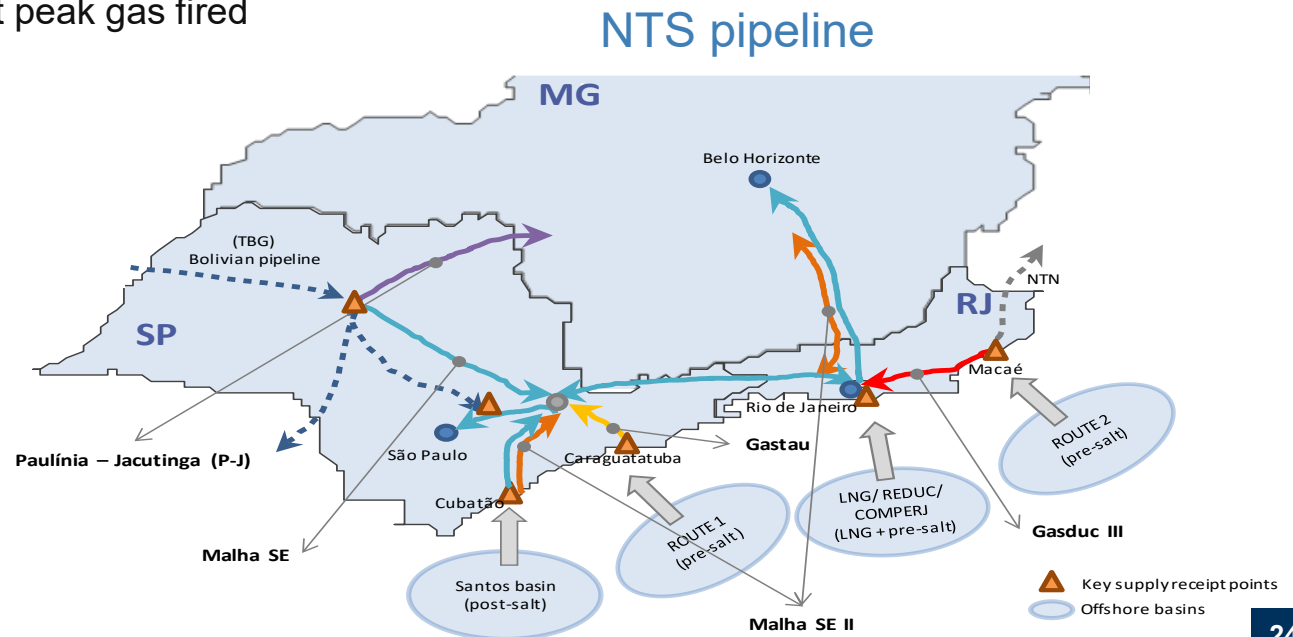 t peak gas fired
NTS pipeline
MG
Belo Horizonte
(TBG)
Bolivian pipeline
NTN
RJ
SP
Macaé
Rio de Janeiro
ROUTE 2
(pre-salt)
São Paulo
Caraguatatuba
Gastau
Paulínia – Jacutinga (P-J)
Cubatão
LNG/ REDUC/
COMPERJ
(LNG + pre-salt)
ROUTE 1
(pre-salt)
Gasduc III
Malha SE
Santos basin
(post-salt)
Key supply receipt points
Offshore basins
Malha SE II
24